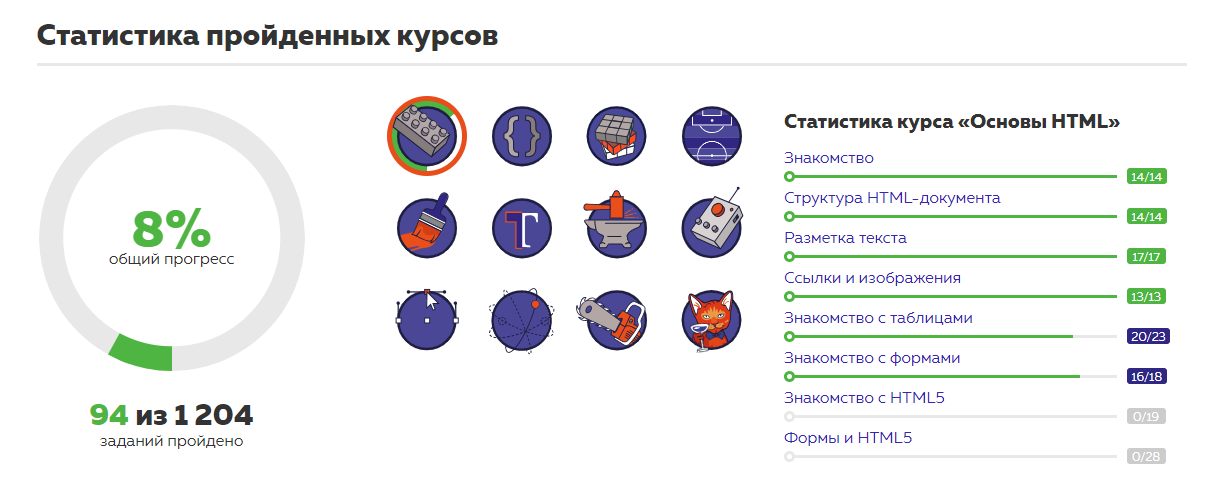 Статистика пройденных курсов
8%
общий прогресс
94 из 1 204
заданий пройдено
{}
T
Статистика курса «Основы HTML»
Знакомство
14/14
Структура HTML-документа
14/14
Разметка текста
17/17
Ссылки и изображения
13/13
Знакомство с таблицами
20/23
Знакомство с формами
16/18
Знакомство с HTML5
0/19
Формы и HTML5
0/28